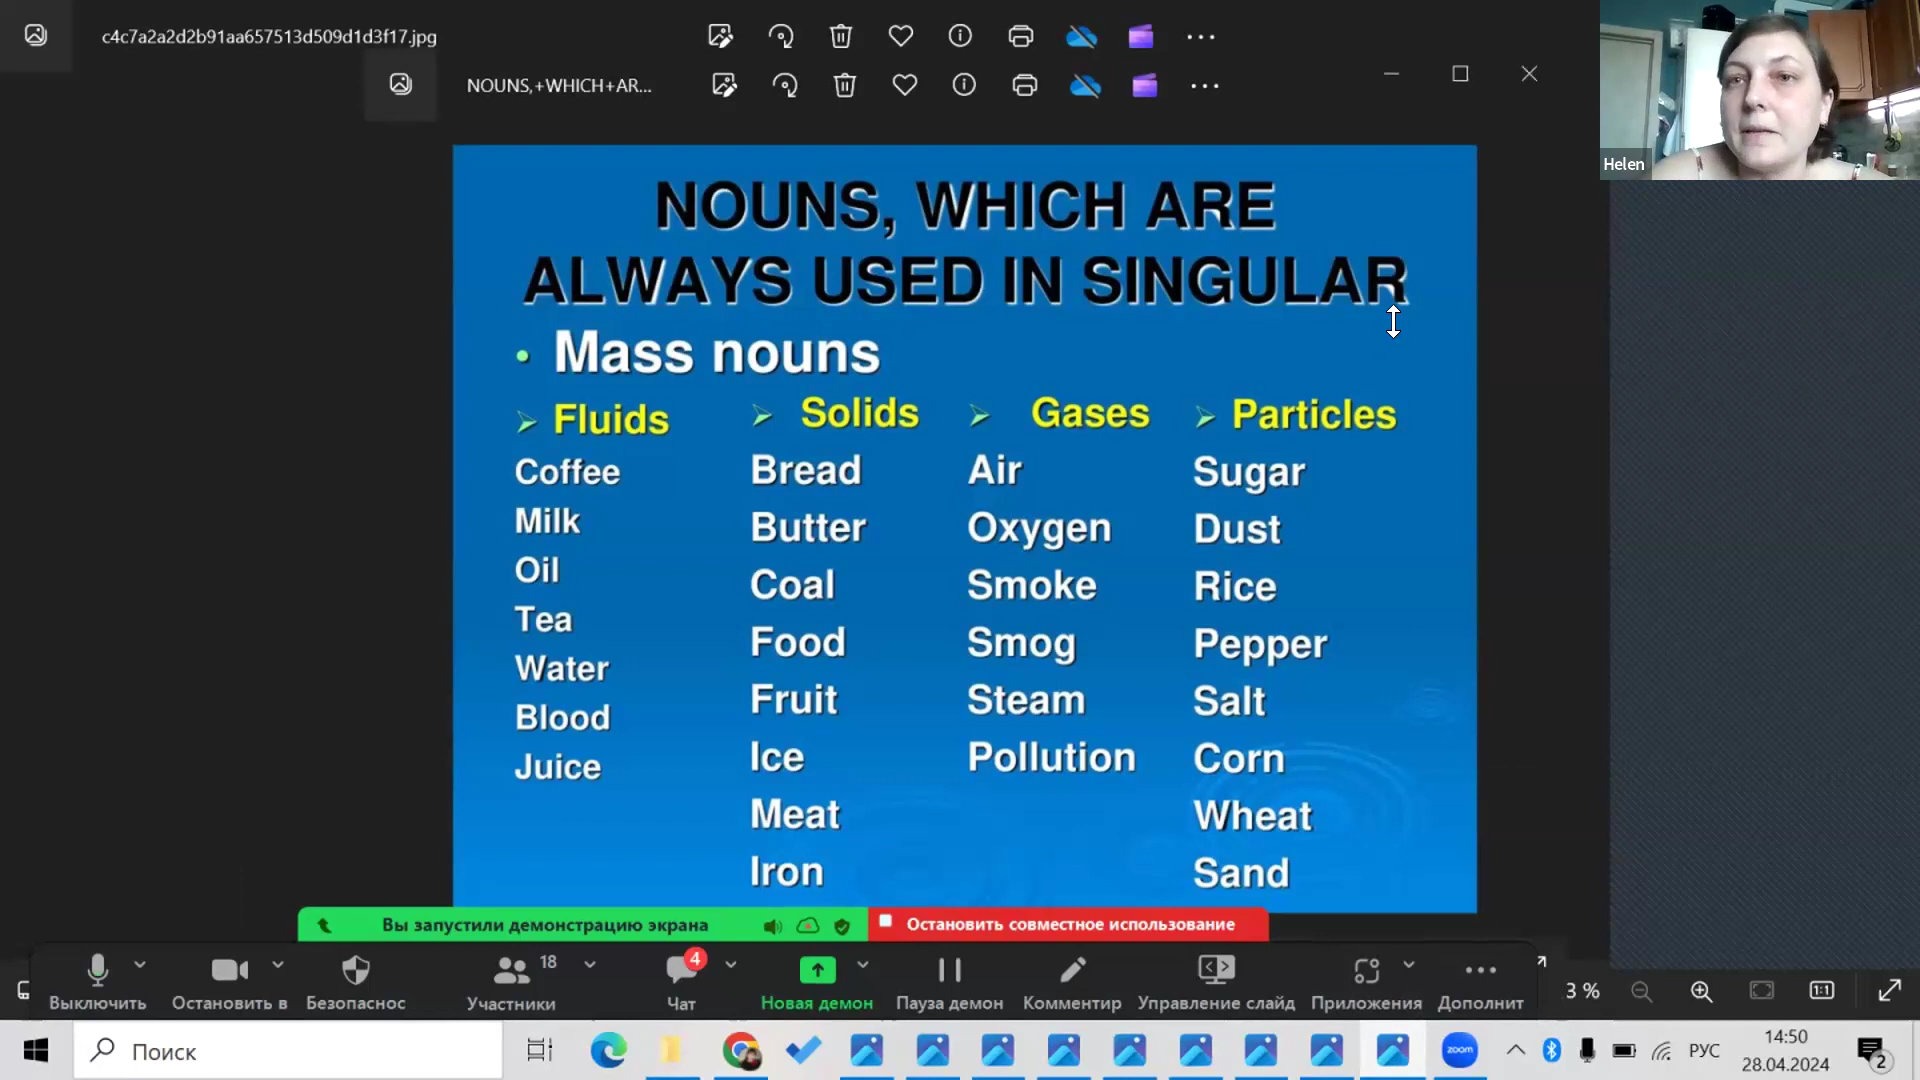 c4c7a2a2d2b91aa657513d509d1d3f17.jpg
NOUNS,+WHICH+AR...
Helen
NOUNS, WHICH ARE
ALWAYS USED IN SINGULAR
• Mass nouns
Fluids
Coffee
Milk
Oil
Tea
Water
Blood
Juice
Solids
Bread
Butter
Coal
Food
Fruit
Ice
Meat
Iron
Gases
Air
Oxygen
Smoke
Smog
Steam
Pollution
Particles
Sugar
Dust
Rice
Pepper
Salt
Corn
Wheat
Sand
Вы запустили демонстрацию экрана
Остановить совместное использование
18
4
Выключить
Остановить в
Безопаснос
Участники
Чат
Новая демон
Пауза демон
Комментир
Управление слайд
Приложения
Дополнит
3 %
1:1
Поиск
zoom
РУС
14:50
28.04.2024
2